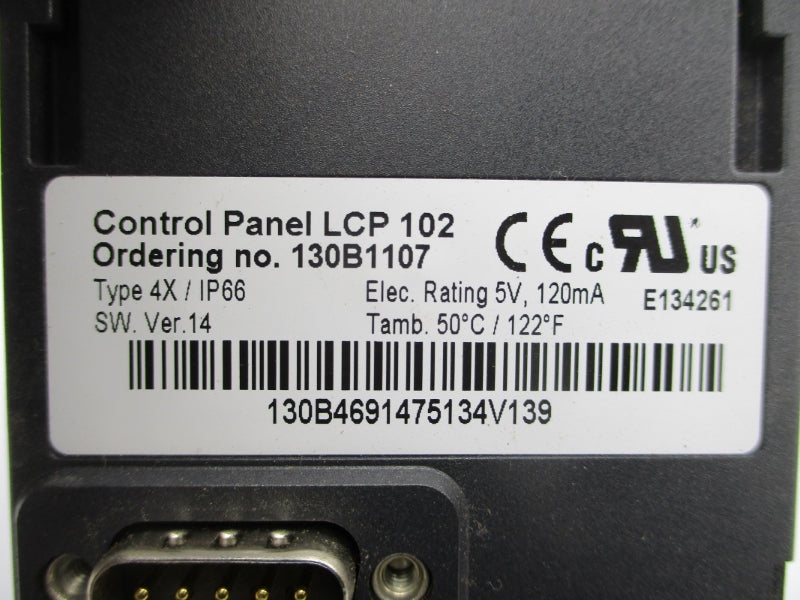 Control Panel LCP 102
Ordering no. 130B1107
CE c RU* US
Type 4X / IP66 Elec. Rating 5V, 120mA E134261
SW. Ver.14 Tamb. 50°C / 122°F
130B4691475134V139